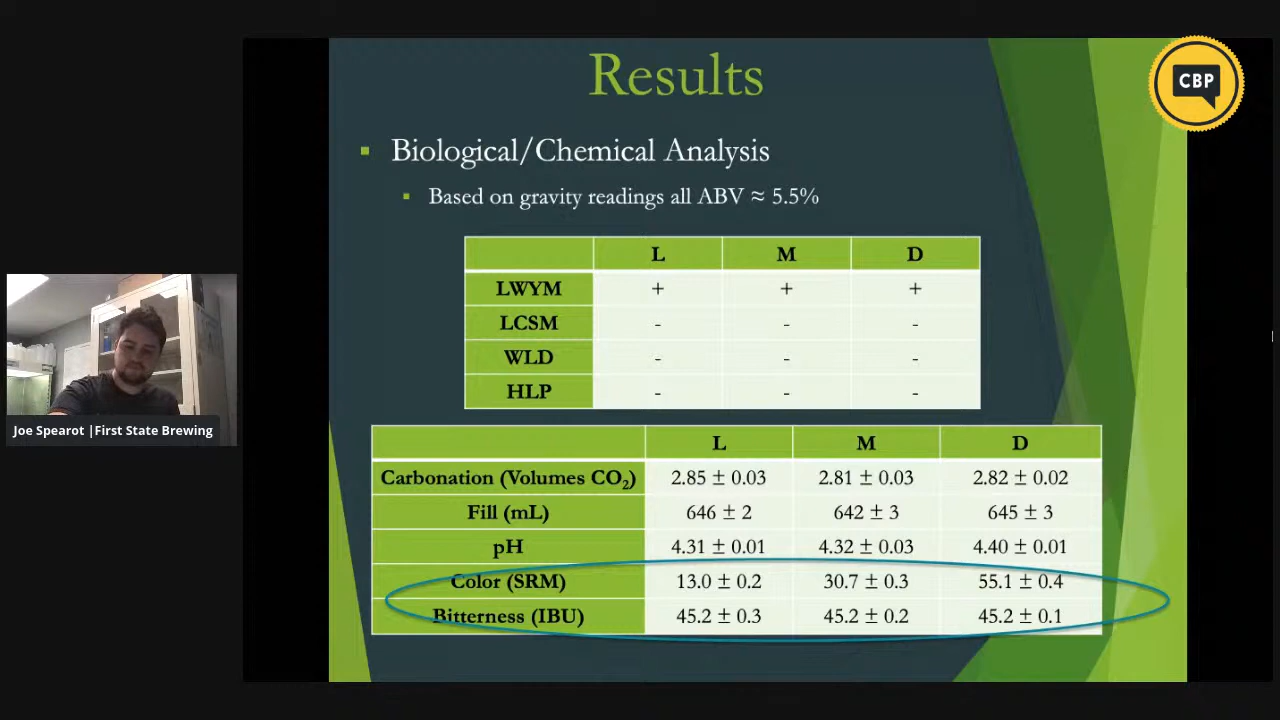 Results
CBP
Biological/Chemical Analysis
Based on gravity readings all ABV ≈ 5.5%
L M D
LWYM + + +
LCSM - - -
WLD - - -
HLP - - -
L M D
Carbonation (Volumes CO₂) 2.85 ± 0.03 2.81 ± 0.03 2.82 ± 0.02
Fill (mL) 646 ± 2 642 ± 3 645 ± 3
pH 4.31 ± 0.01 4.32 ± 0.03 4.40 ± 0.01
Color (SRM) 13.0 ± 0.2 30.7 ± 0.3 55.1 ± 0.4
Bitterness (IBU) 45.2 ± 0.3 45.2 ± 0.2 45.2 ± 0.1
Joe Spearot |First State Brewing